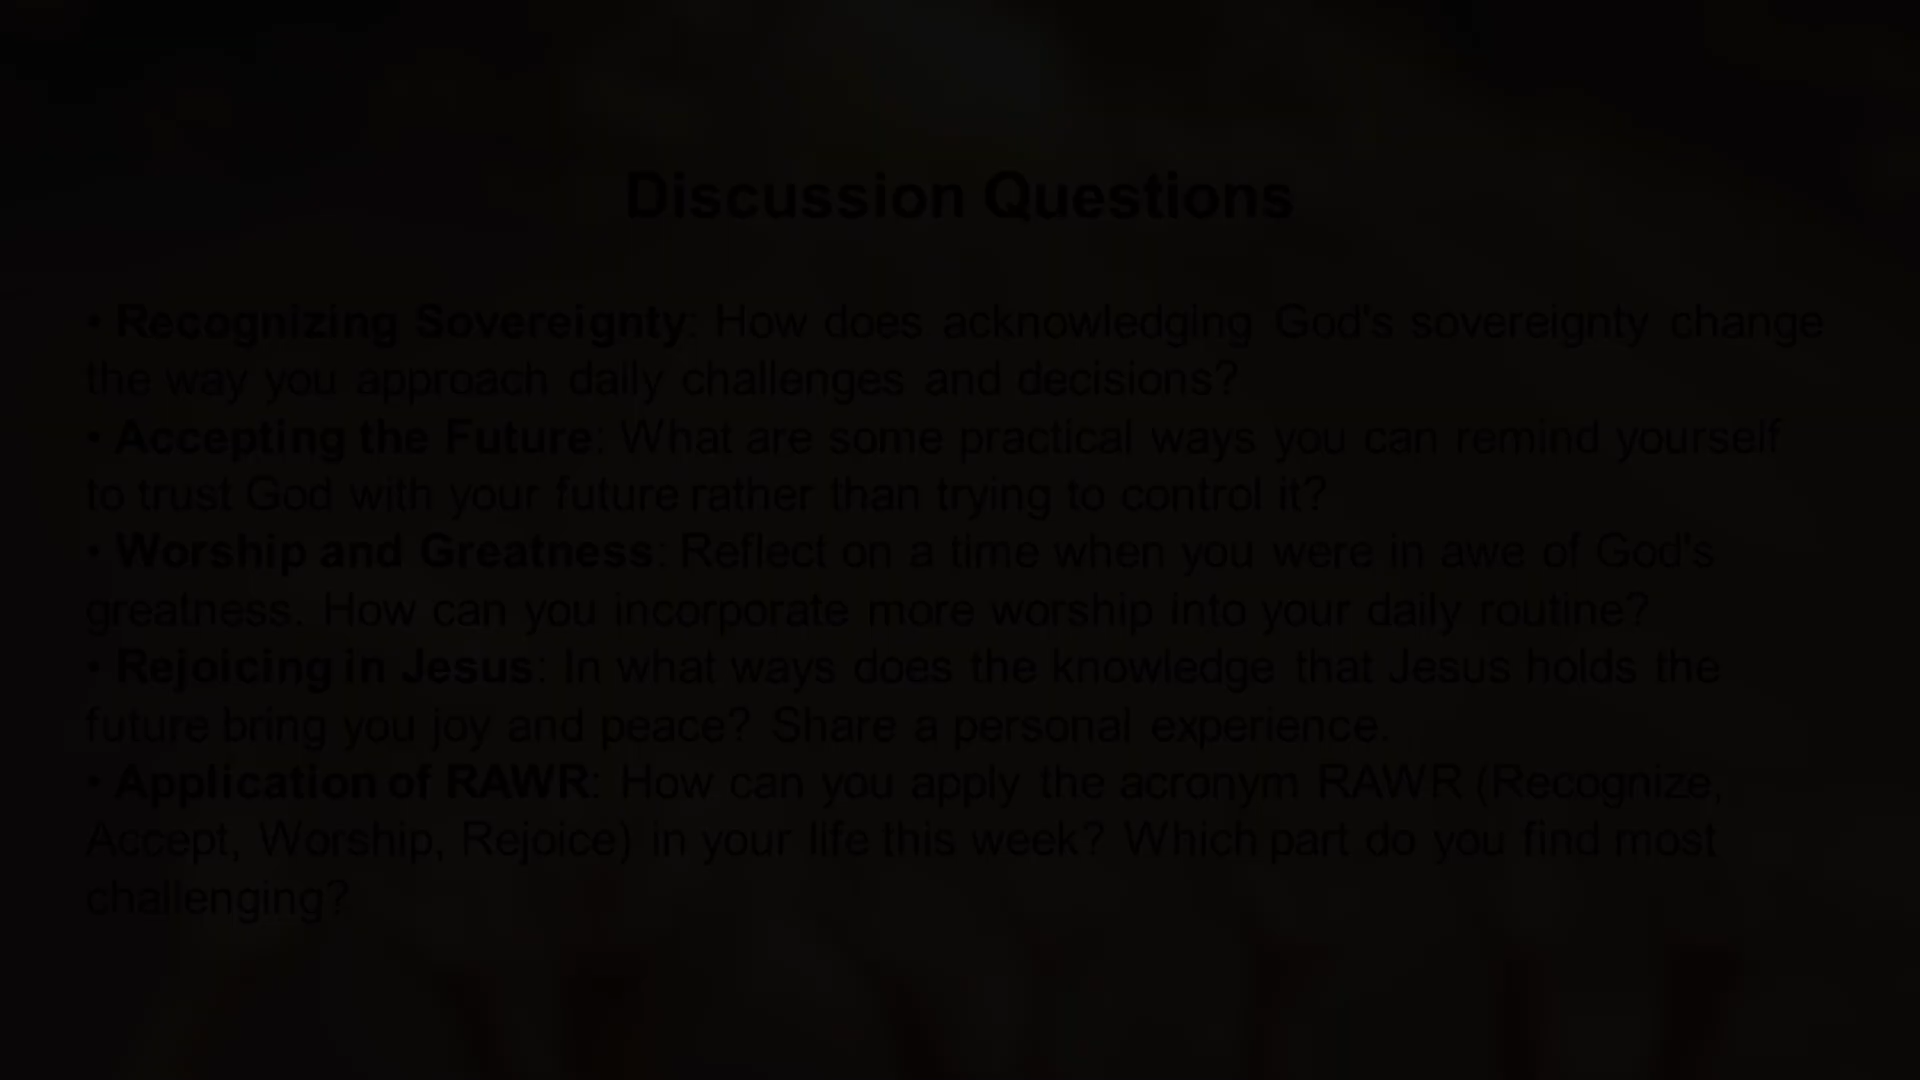 Discussion Questions
• Recognizing Sovereignty: How does acknowledging God's sovereignty change
the way you approach daily challenges and decisions?
• Accepting the Future: What are some practical ways you can remind yourself
to trust God with your future rather than trying to control it?
• Worship and Greatness: Reflect on a time when you were in awe of God's
greatness. How can you incorporate more worship into your daily routine?
• Rejoicing in Jesus: In what ways does the knowledge that Jesus holds the
future bring you joy and peace? Share a personal experience.
• Application of RAWR: How can you apply the acronym RAWR (Recognize,
Accept, Worship, Rejoice) in your life this week? Which part do you find most
challenging?